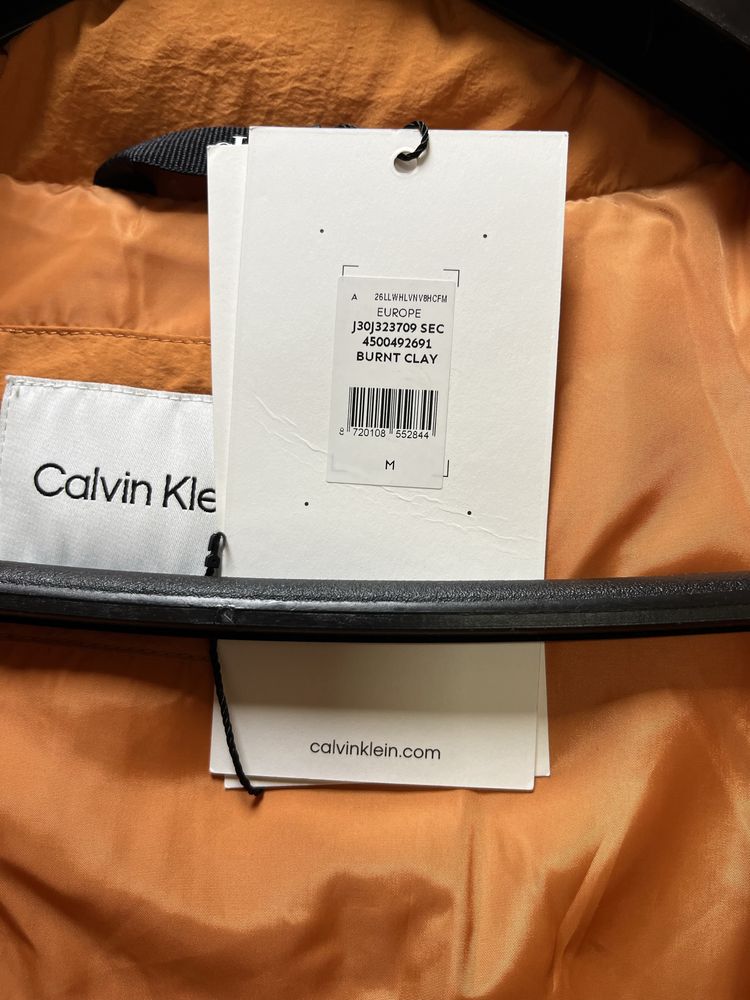 A 26LLWHLVNV8HCFM
EUROPE
J30J323709 SEC
4500492691
BURNT CLAY
8 720108 552844
M
Calvin Kle
calvinklein.com